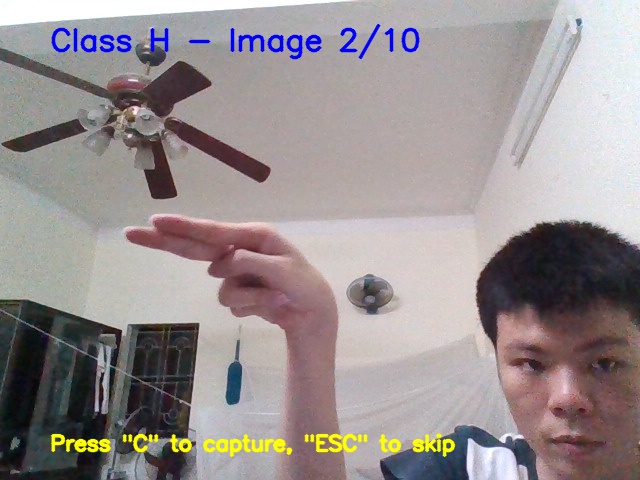 Class H - Image 2/10
Press "C" to capture, "ESC" to skip